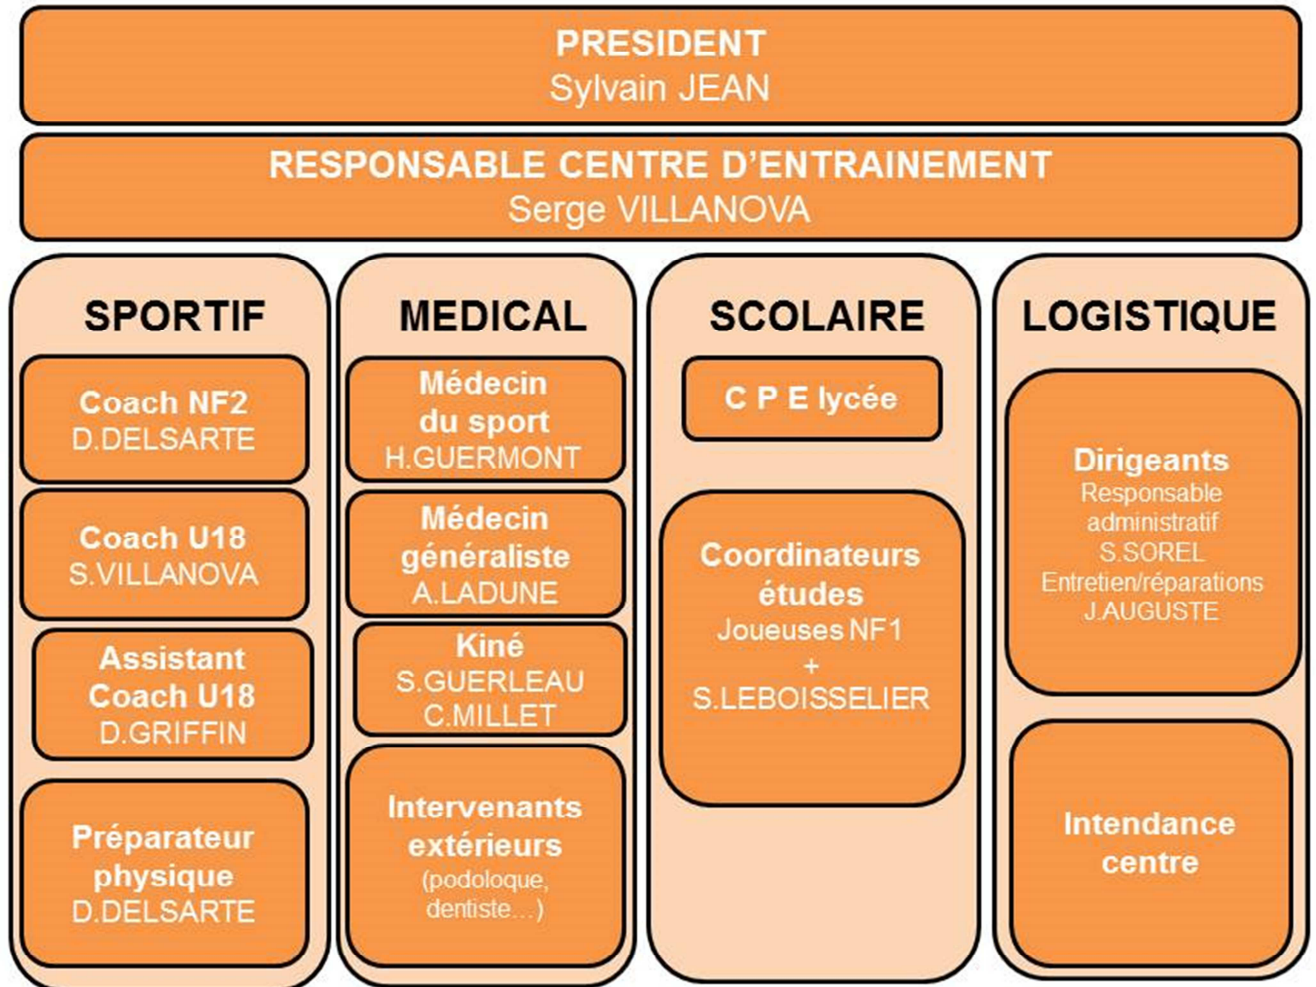 PRESIDENT
Sylvain JEAN
RESPONSABLE CENTRE D'ENTRAINEMENT
Serge VILLANOVA
SPORTIF
Coach NF2
D.DELSARTE
Coach U18
S.VILLANOVA
Assistant
Coach U18
D.GRIFFIN
Préparateur
physique
D.DELSARTE
MEDICAL
Médecin
du sport
H.GUERMONT
Médecin
généraliste
A.LADUNE
Kiné
S.GUERLEAU
C.MILLET
Intervenants
extérieurs
(podoloque,
dentiste...)
SCOLAIRE
C P E lycée
Coordinateurs
études
Joueuses NF1
+
S.LEBOISSELIER
LOGISTIQUE
Dirigeants
Responsable
administratif
S.SOREL
Entretien/réparations
J.AUGUSTE
Intendance
centre